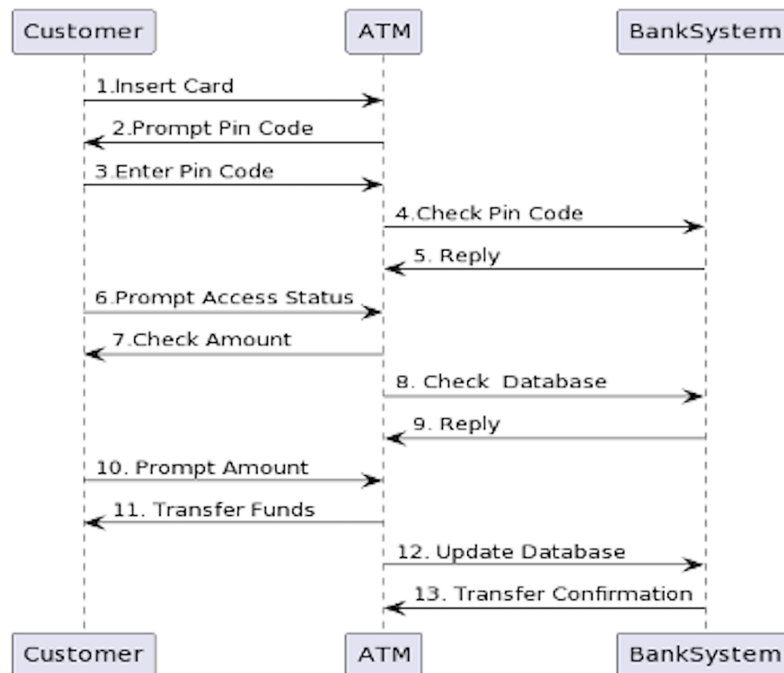 Customer ATM BankSystem
1.Insert Card
2.Prompt Pin Code
3.Enter Pin Code
4.Check Pin Code
5. Reply
6.Prompt Access Status
7.Check Amount
8. Check  Database
9. Reply
10. Prompt Amount
11. Transfer Funds
12. Update Database
13. Transfer Confirmation
Customer ATM BankSystem